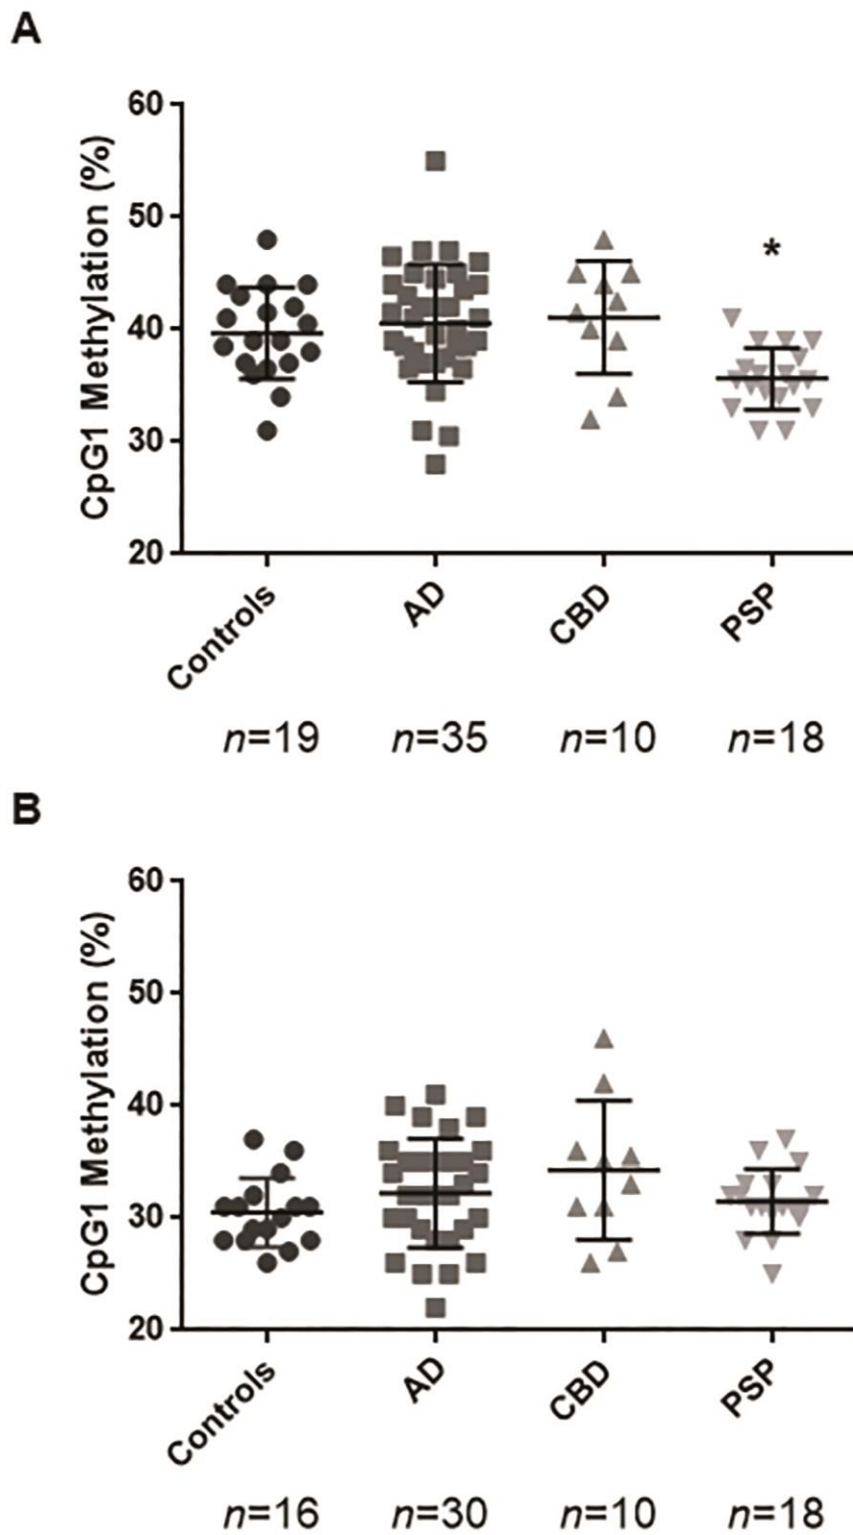 A
60
50
40
30
20
CpG1 Methylation (%)
*
Controls
AD
CBD
PSP
n=19
n=35
n=10
n=18
B
60
50
40
30
20
CpG1 Methylation (%)
Controls
AD
CBD
PSP
n=16
n=30
n=10
n=18